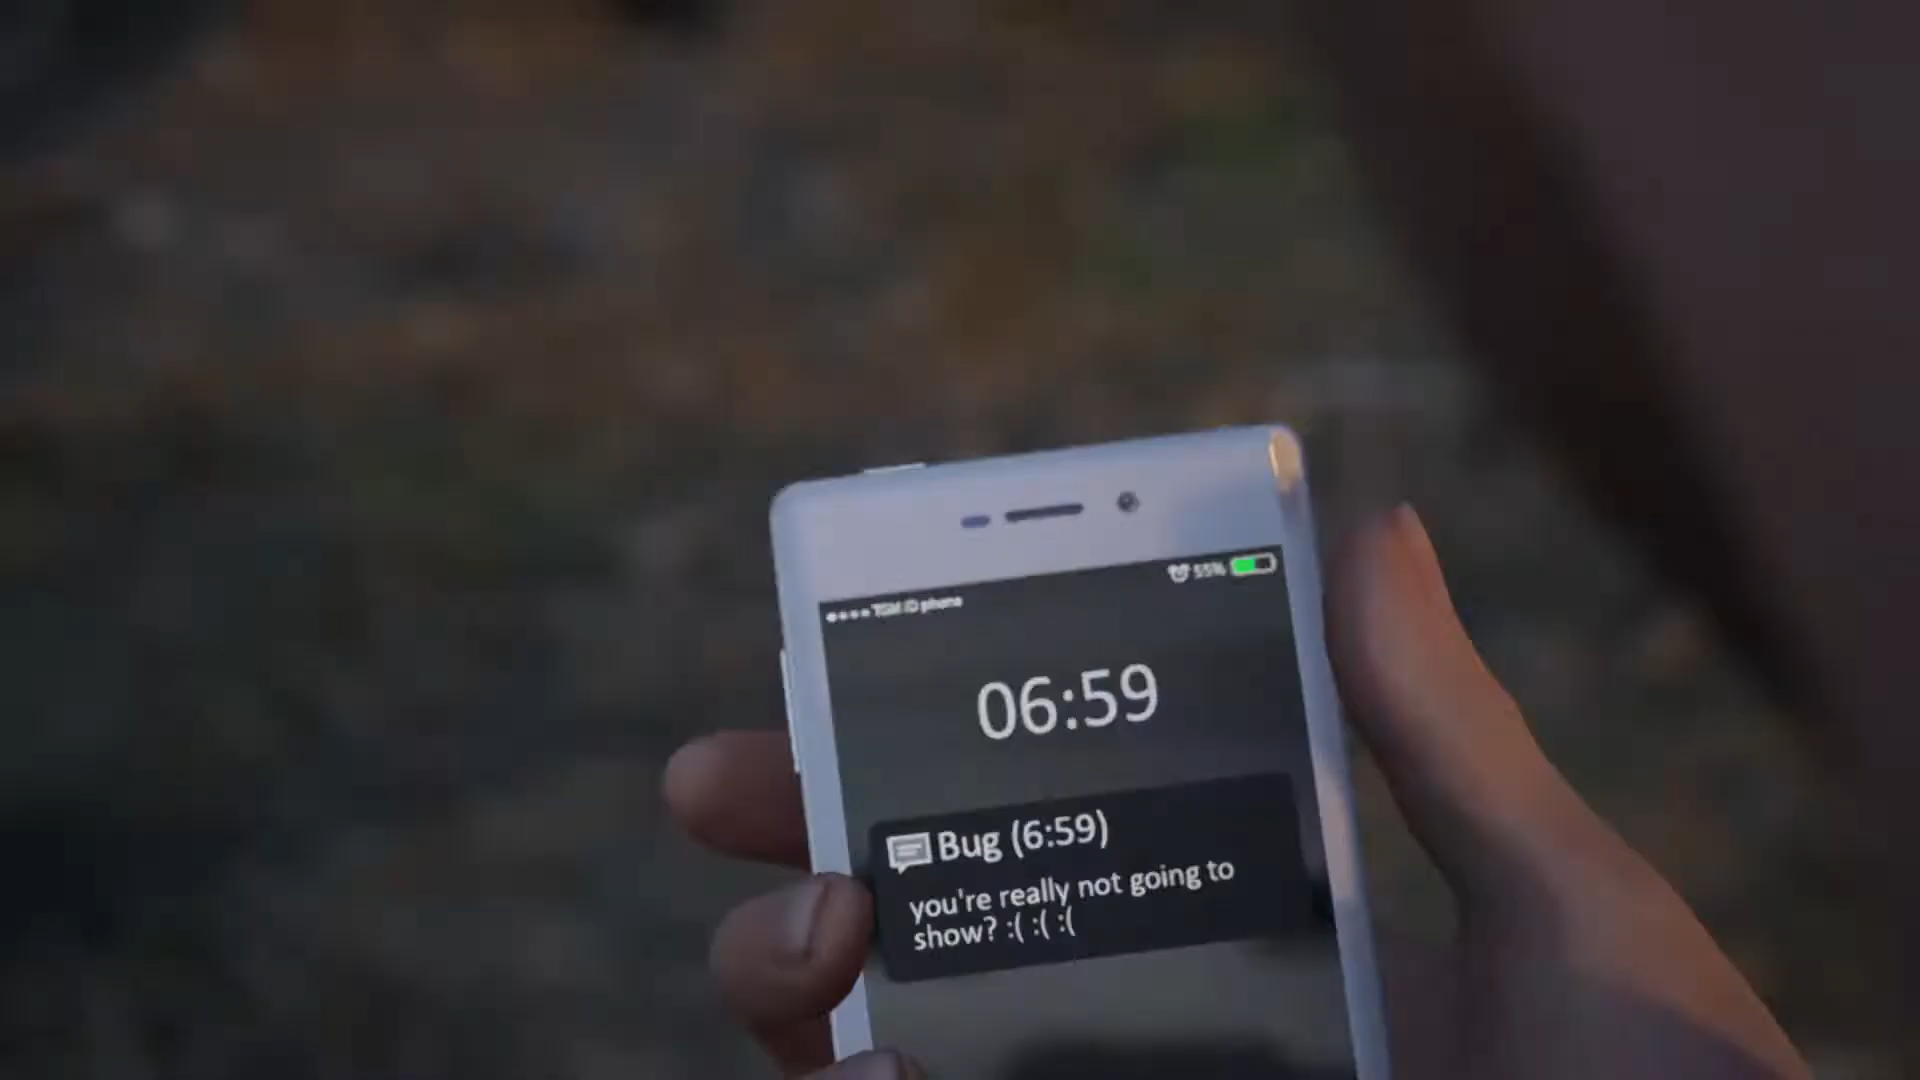 55%
06:59
Bug (6:59)
you're really not going to
show? :( :( :(